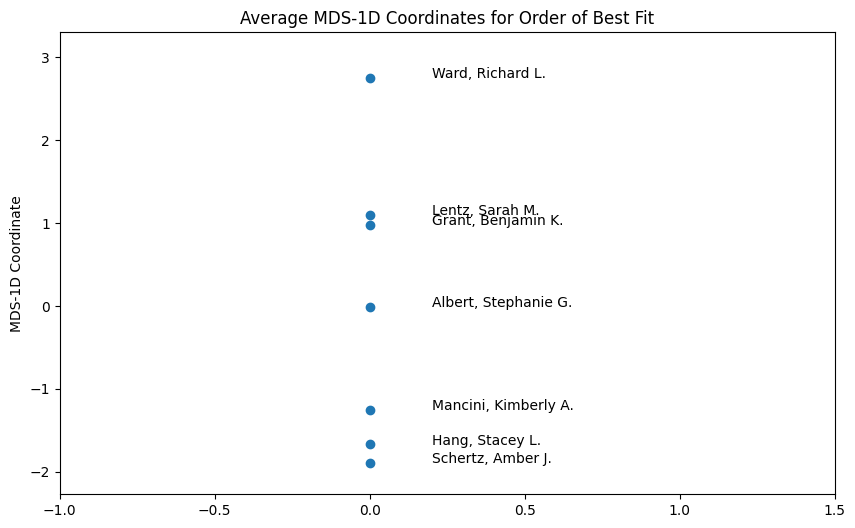 Average MDS-1D Coordinates for Order of Best Fit
3
Ward, Richard L.
2
Lentz, Sarah M.
1
Grant, Benjamin K.
MDS-1D Coordinate
0
Albert, Stephanie G.
−1
Mancini, Kimberly A.
Hang, Stacey L.
Schertz, Amber J.
−2
−1.0 −0.5 0.0 0.5 1.0 1.5